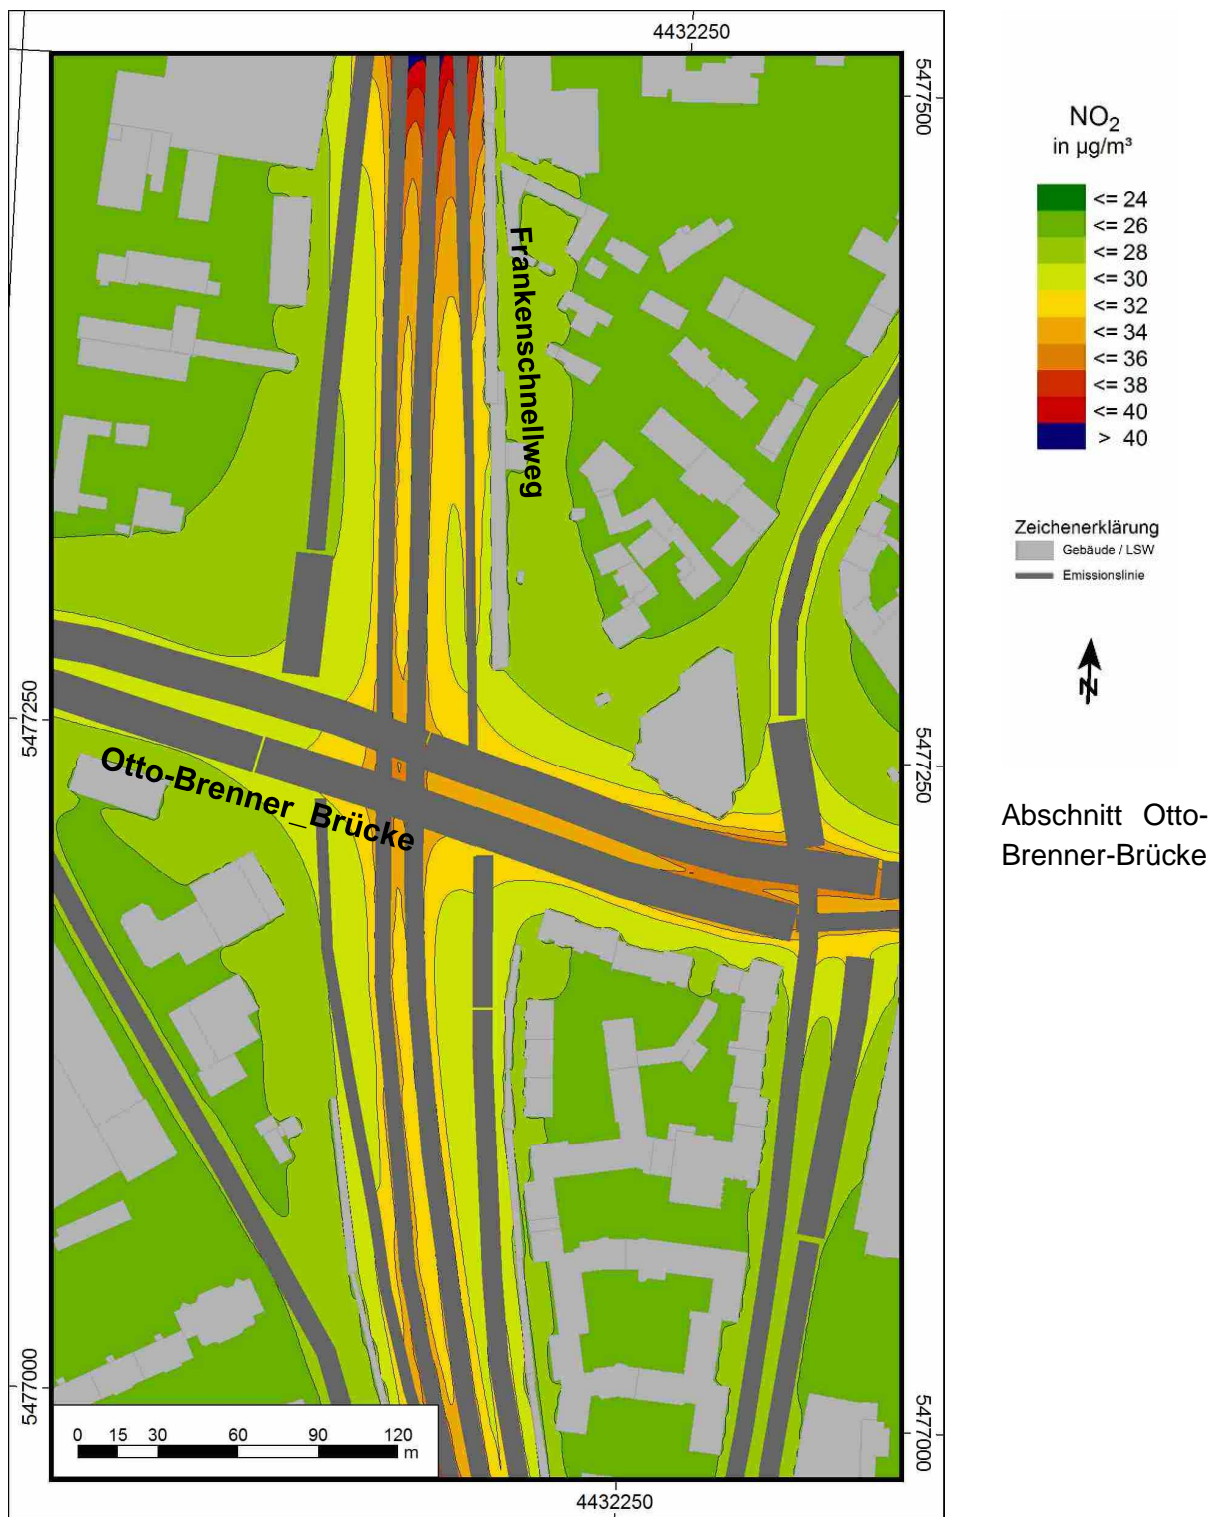 4432250
5477500
NO₂
in µg/m³
<= 24
<= 26
<= 28
<= 30
<= 32
<= 34
<= 36
<= 38
<= 40
> 40
Frankenschnellweg
Zeichenerklärung
Gebäude / LSW
Emissionslinie
N
5477250
5477250
Otto-Brenner_Brücke
Abschnitt Otto-
Brenner-Brücke
5477000
5477000
0 15 30 60 90 120
m
4432250